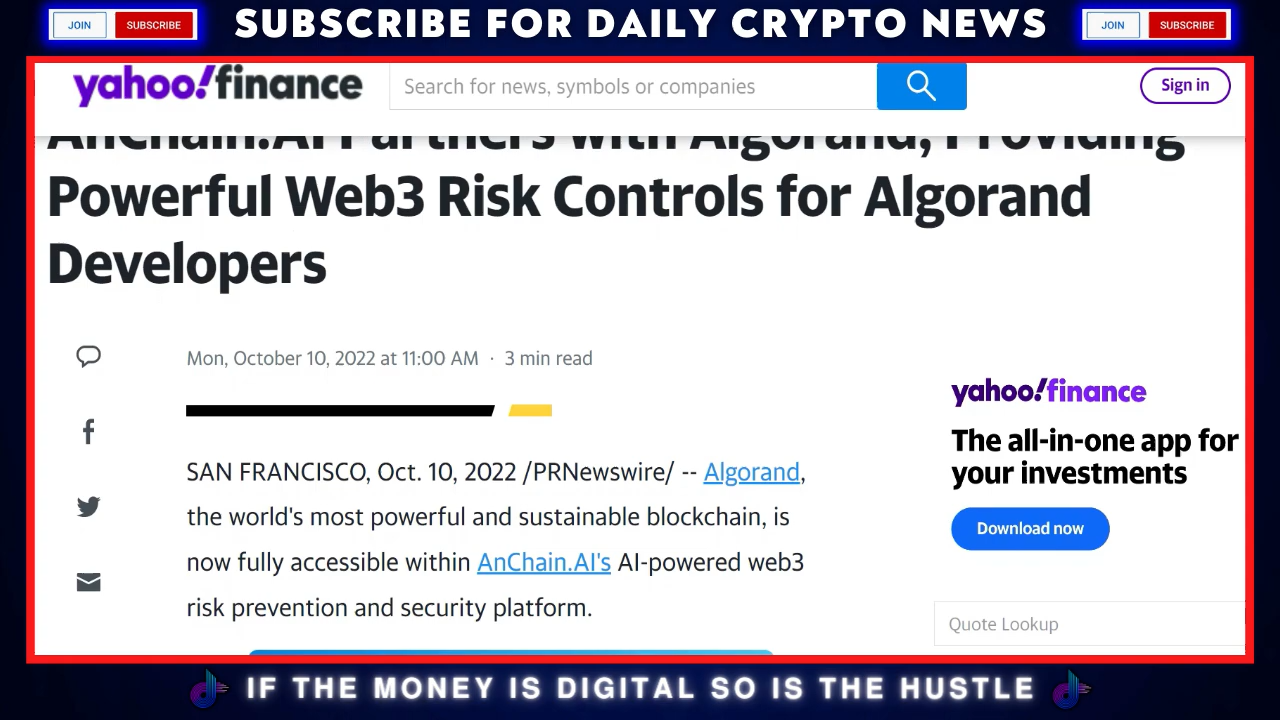 JOIN SUBSCRIBE SUBSCRIBE FOR DAILY CRYPTO NEWS JOIN SUBSCRIBE
yahoo!finance Search for news, symbols or companies Sign in
AnChain.AI Partners with Algorand, Providing
Powerful Web3 Risk Controls for Algorand
Developers
Mon, October 10, 2022 at 11:00 AM · 3 min read
SAN FRANCISCO, Oct. 10, 2022 /PRNewswire/ -- Algorand,
the world's most powerful and sustainable blockchain, is
now fully accessible within AnChain.AI's AI-powered web3
risk prevention and security platform.
yahoo!finance
The all-in-one app for
your investments
Download now
Quote Lookup
IF THE MONEY IS DIGITAL SO IS THE HUSTLE